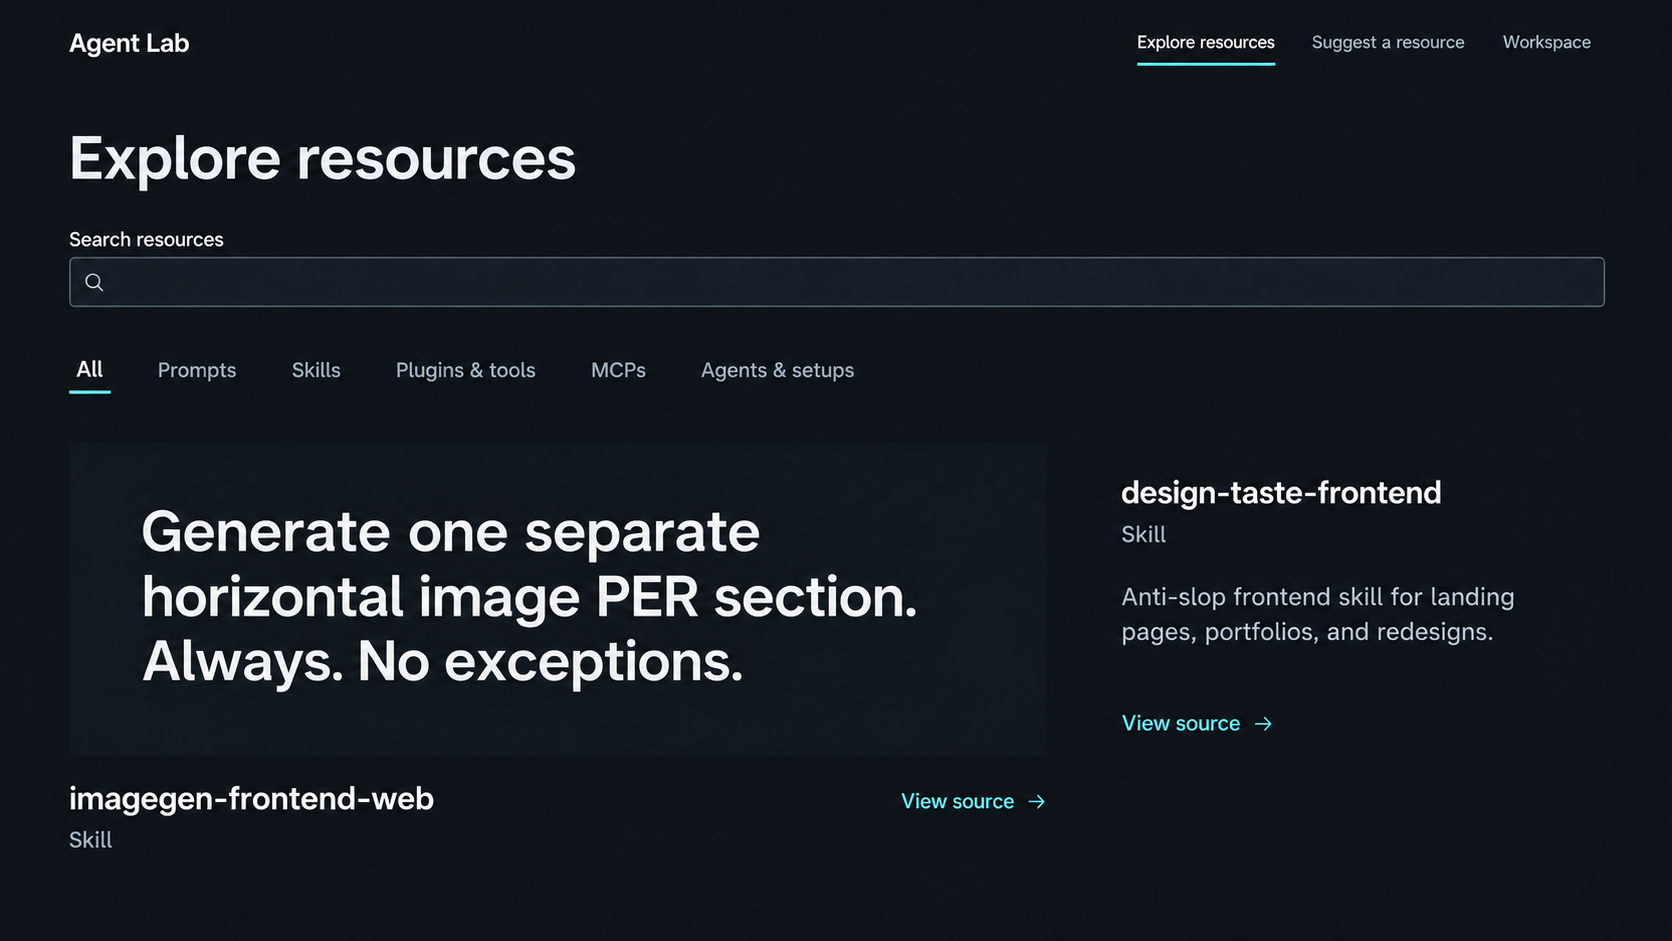 Agent Lab
Explore resources
Suggest a resource
Workspace
Explore resources
Search resources
All
Prompts
Skills
Plugins & tools
MCPs
Agents & setups
Generate one separate
horizontal image PER section.
Always. No exceptions.
imagegen-frontend-web
Skill
View source →
design-taste-frontend
Skill
Anti-slop frontend skill for landing
pages, portfolios, and redesigns.
View source →